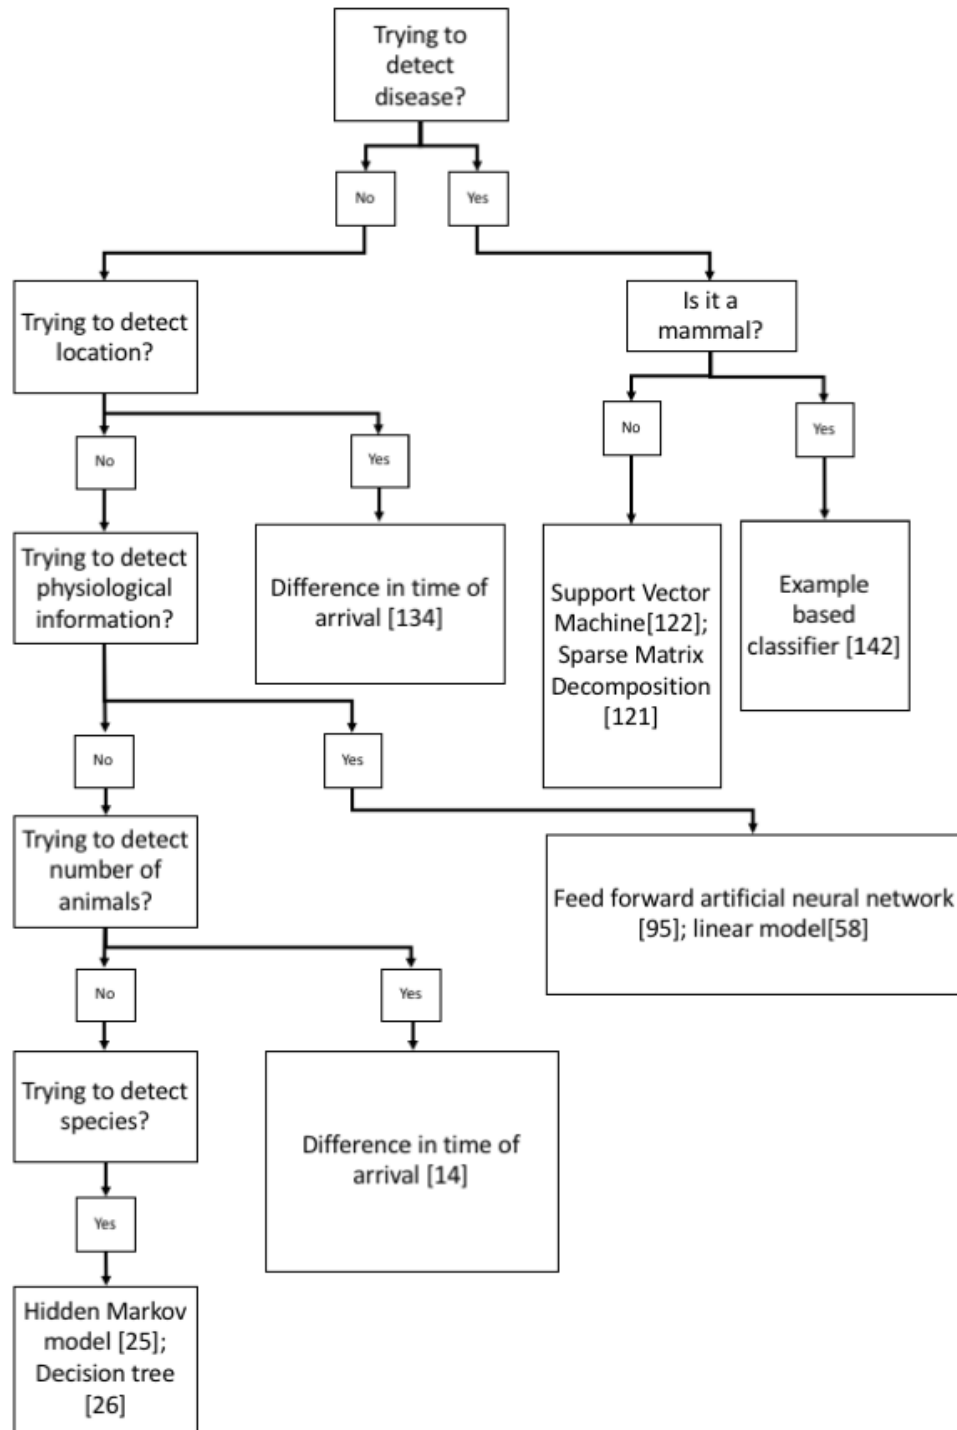 Trying to
detect
disease?
No
Yes
Trying to detect
location?
Is it a
mammal?
No
Yes
No
Yes
Trying to detect
physiological
information?
Difference in time of
arrival [134]
Support Vector
Machine[122];
Sparse Matrix
Decomposition
[121]
Example
based
classifier [142]
No
Yes
Trying to detect
number of
animals?
Feed forward artificial neural network
[95]; linear model[58]
No
Yes
Trying to detect
species?
Difference in time of
arrival [14]
Yes
Hidden Markov
model [25];
Decision tree
[26]